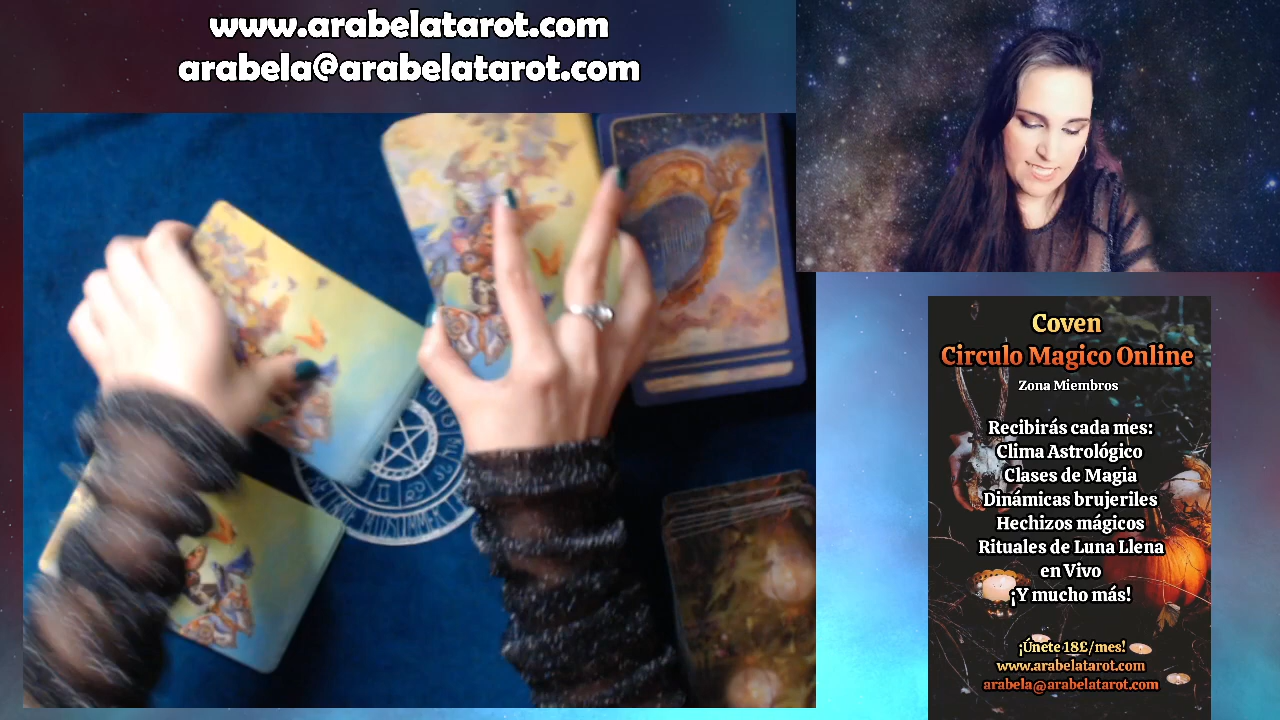 www.arabelatarot.com
arabela@arabelatarot.com
Coven
Circulo Magico Online
Zona Miembros
Recibirás cada mes:
Clima Astrológico
Clases de Magia
Dinámicas brujeriles
Hechizos mágicos
Rituales de Luna Llena
en Vivo
¡Y mucho más!
¡Únete 18£/mes!
www.arabelatarot.com
arabela@arabelatarot.com